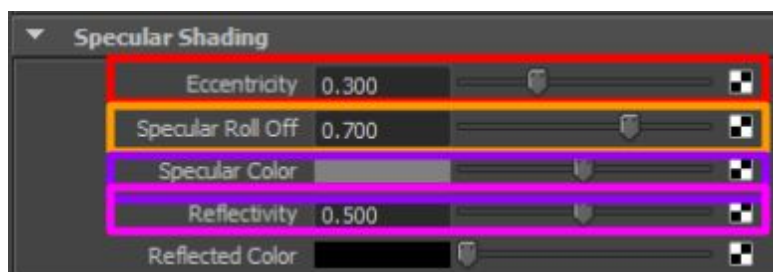 Specular Shading
Eccentricity 0.300
Specular Roll Off 0.700
Specular Color
Reflectivity 0.500
Reflected Color